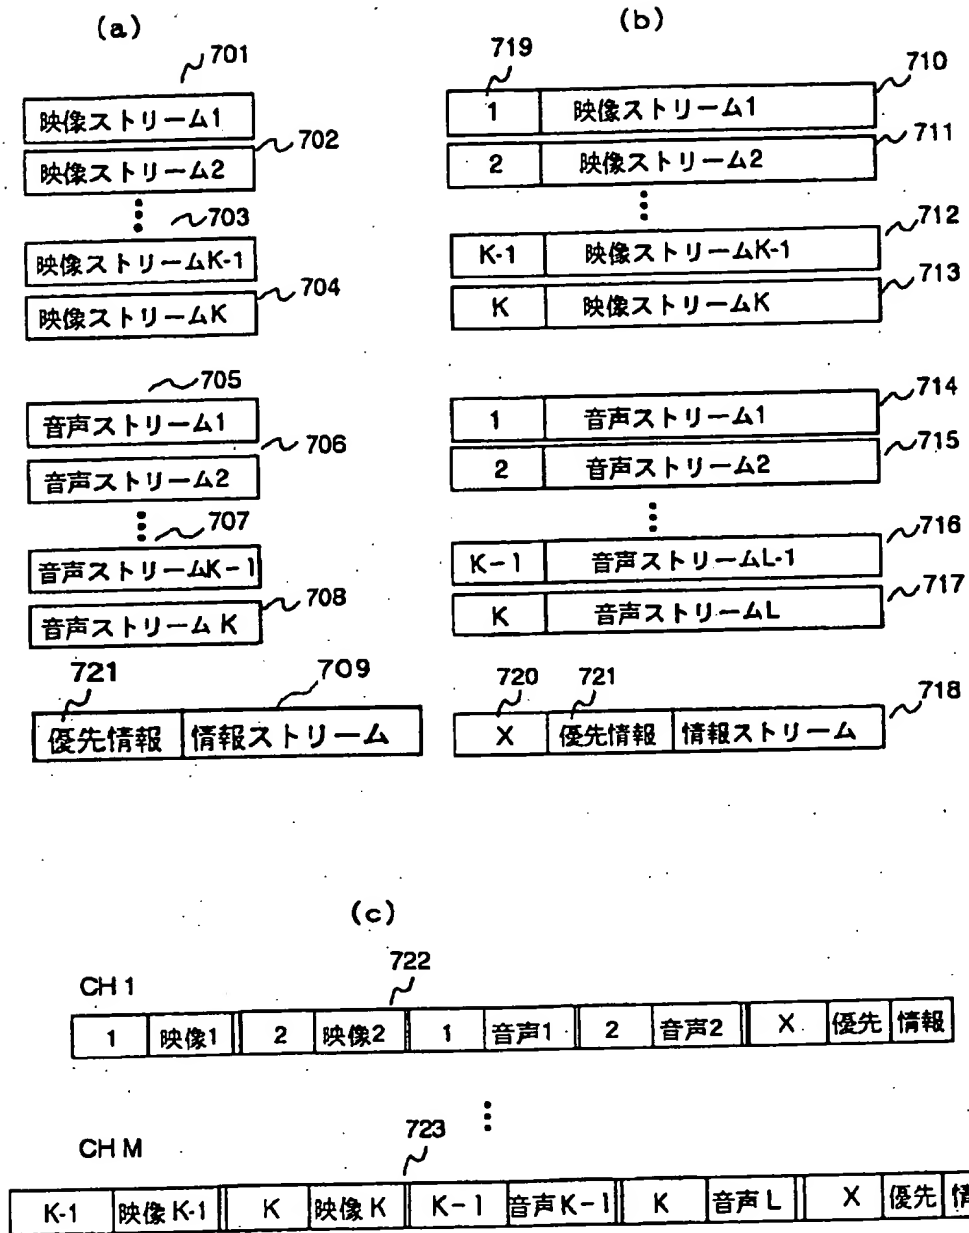 (a)
701
映像ストリーム1
702
映像ストリーム2
703
映像ストリームK-1
704
映像ストリームK
705
音声ストリーム1
706
音声ストリーム2
707
音声ストリームK-1
708
音声ストリームK
721
709
優先情報 情報ストリーム
(b)
719
710
1 映像ストリーム1
711
2 映像ストリーム2
712
K-1 映像ストリームK-1
713
K 映像ストリームK
714
1 音声ストリーム1
715
2 音声ストリーム2
716
K-1 音声ストリームL-1
717
K 音声ストリームL
720
721
718
X 優先情報 情報ストリーム
(c)
CH 1
722
1 映像1 2 映像2 1 音声1 2 音声2 X 優先 情報
CH M
723
K-1 映像K-1 K 映像K K-1 音声K-1 K 音声L X 優先 情